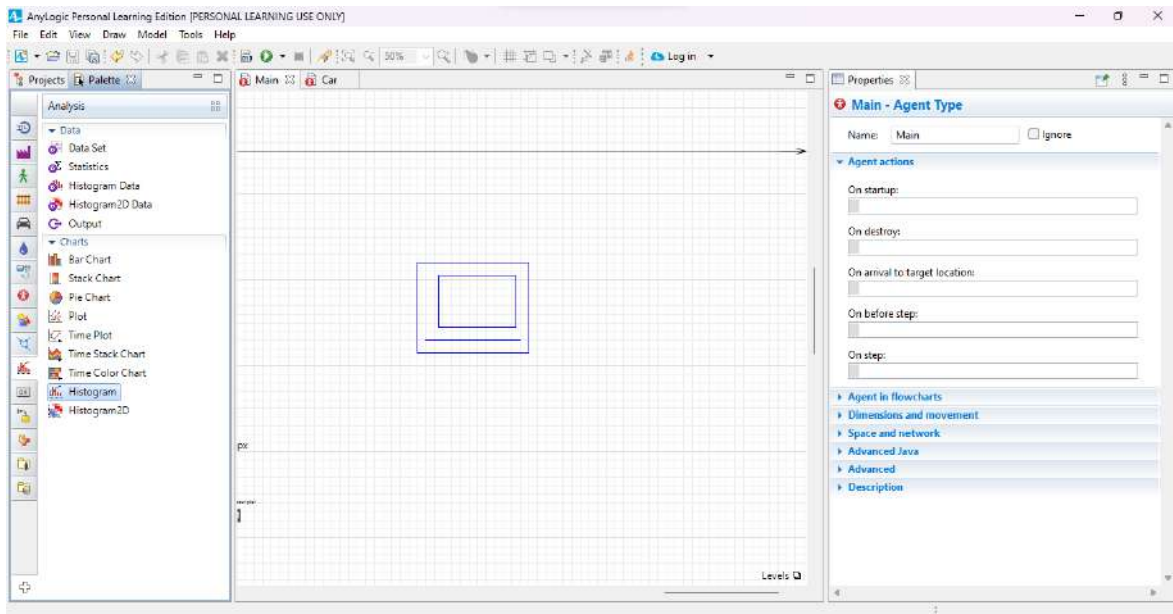 AnyLogic Personal Learning Edition [PERSONAL LEARNING USE ONLY]
File Edit View Draw Model Tools Help
50% Log in
Projects Palette
Main Car
Properties
Analysis
Data
Data Set
Statistics
Histogram Data
Histogram2D Data
Output
Charts
Bar Chart
Stack Chart
Pie Chart
Plot
Time Plot
Time Stack Chart
Time Color Chart
Histogram
Histogram2D
px
Levels
Main - Agent Type
Name: Main Ignore
Agent actions
On startup:
On destroy:
On arrival to target location:
On before step:
On step:
Agent in flowcharts
Dimensions and movement
Space and network
Advanced Java
Advanced
Description